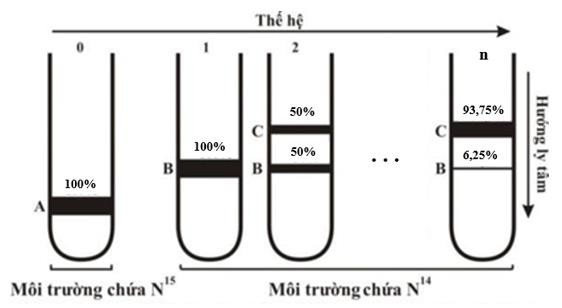 Thế hệ
0 1 2 n
50% 93,75%
C C
100% 50% 6,25%
B B ... B
100%
A
Hướng ly tâm
Môi trường chứa N15 Môi trường chứa N14